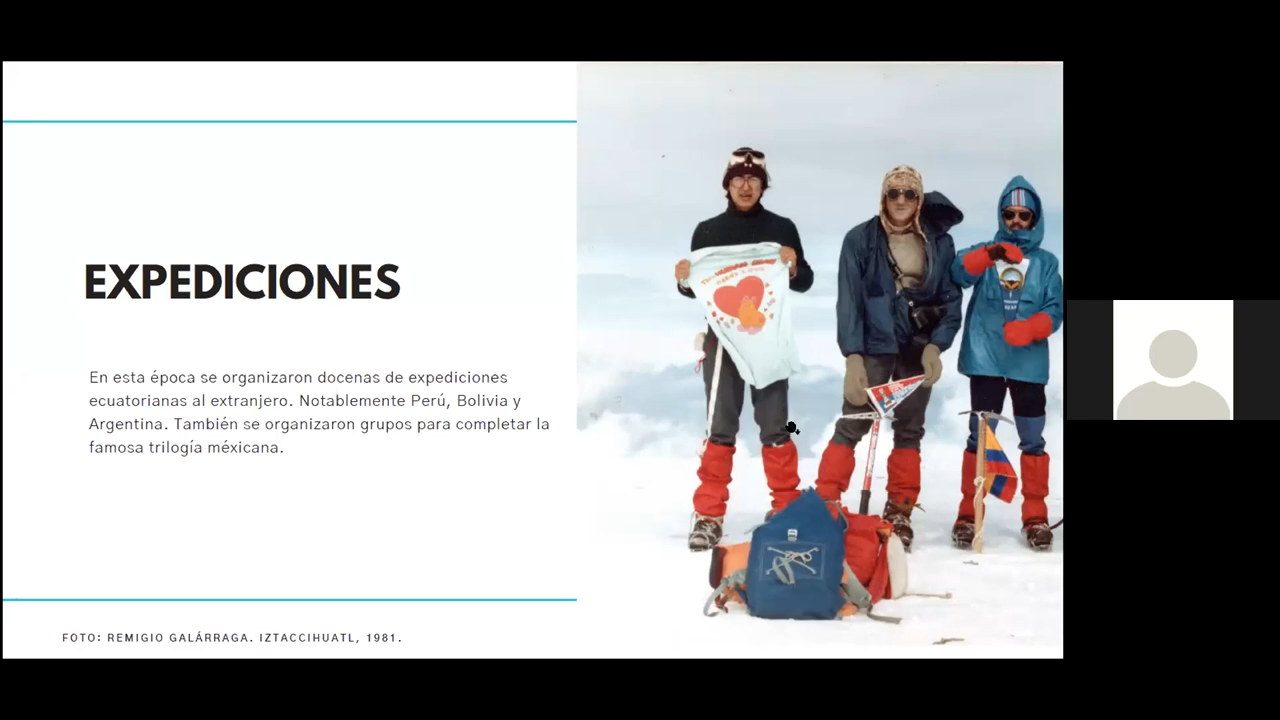 EXPEDICIONES
En esta época se organizaron docenas de expediciones
ecuatorianas al extranjero. Notablemente Perú, Bolivia y
Argentina. También se organizaron grupos para completar la
famosa trilogía méxicana.
FOTO: REMIGIO GALÁRRAGA. IZTACCIHUATL, 1981.